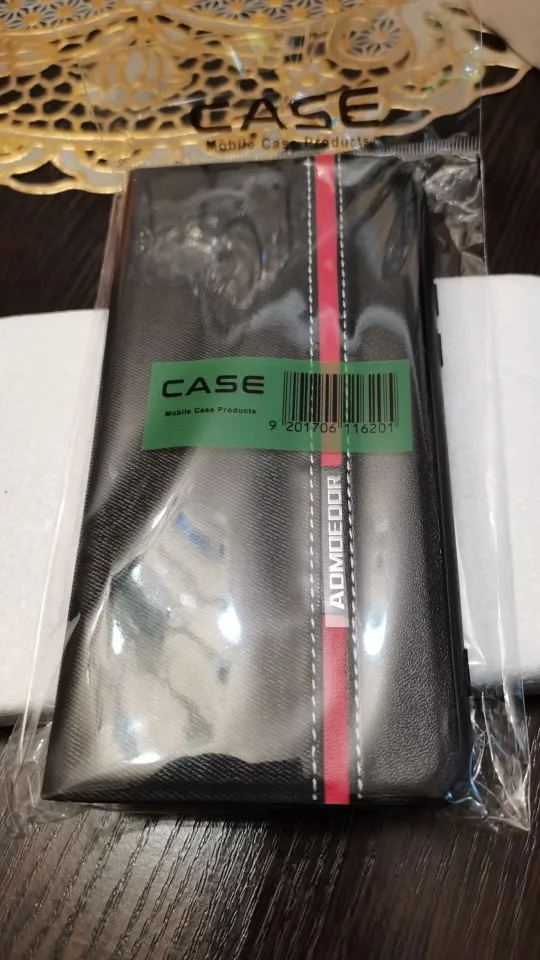 CASE
Mobile Case Products
CASE
Mobile Case Products
9 201706 116201
ADMOEDOR